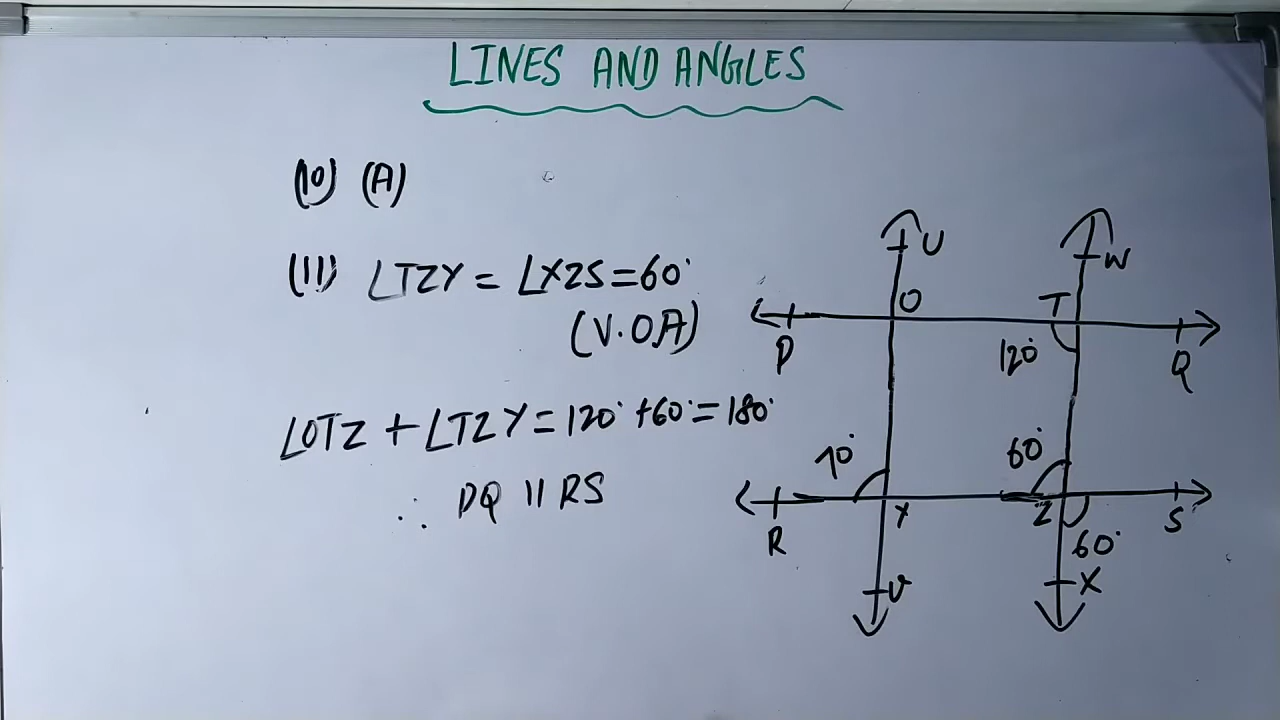 LINES AND ANGLES
(10) (A)
(11) ∠TZY = ∠XZS = 60°
(V.OA)
∠OTZ + ∠TZY = 120° + 60° = 180°
∴ PQ || RS
U
W
O
T
P
120°
Q
70°
60°
R
Y
Z
S
60°
V
X